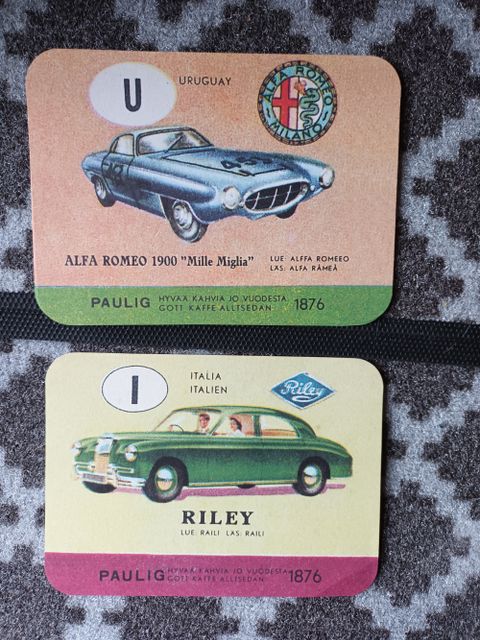 U
URUGUAY
ALFA ROMEO
MILANO
ALFA ROMEO 1900 "Mille Miglia"
LUE: ALFFA ROMEEO
LÄS: ALFA RÅMEÅ
PAULIG
HYVÄÄ KAHVIA JO VUODESTA
GOTT KAFFE ALLTSEDAN
1876
I
ITALIA
ITALIEN
Riley
RILEY
LUE: RAILI LÄS: RAILI
PAULIG
HYVÄÄ KAHVIA JO VUODESTA
GOTT KAFFE ALLTSEDAN
1876